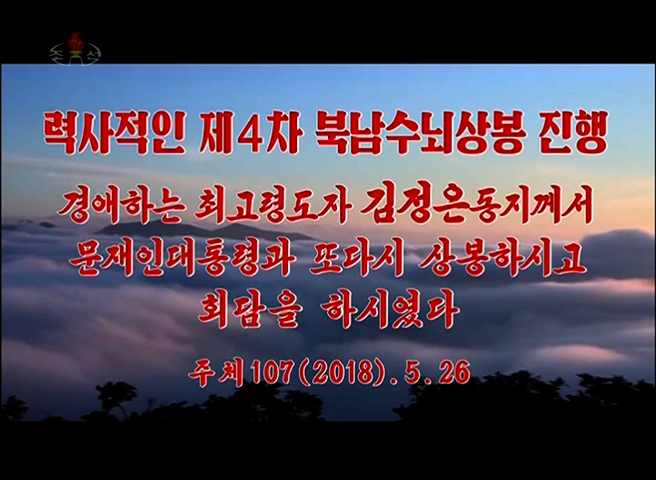 조선
력사적인 제4차 북남수뇌상봉 진행
경애하는 최고령도자 김정은동지께서
문재인대통령과 또다시 상봉하시고
회담을 하시였다
주체107(2018).5.26